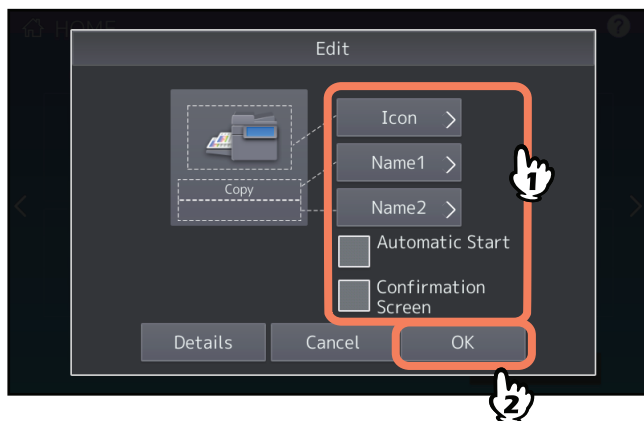 HOME
?
Edit
Icon
Name1
Copy
Name2
Automatic Start
Confirmation
Screen
Details Cancel OK
1
2